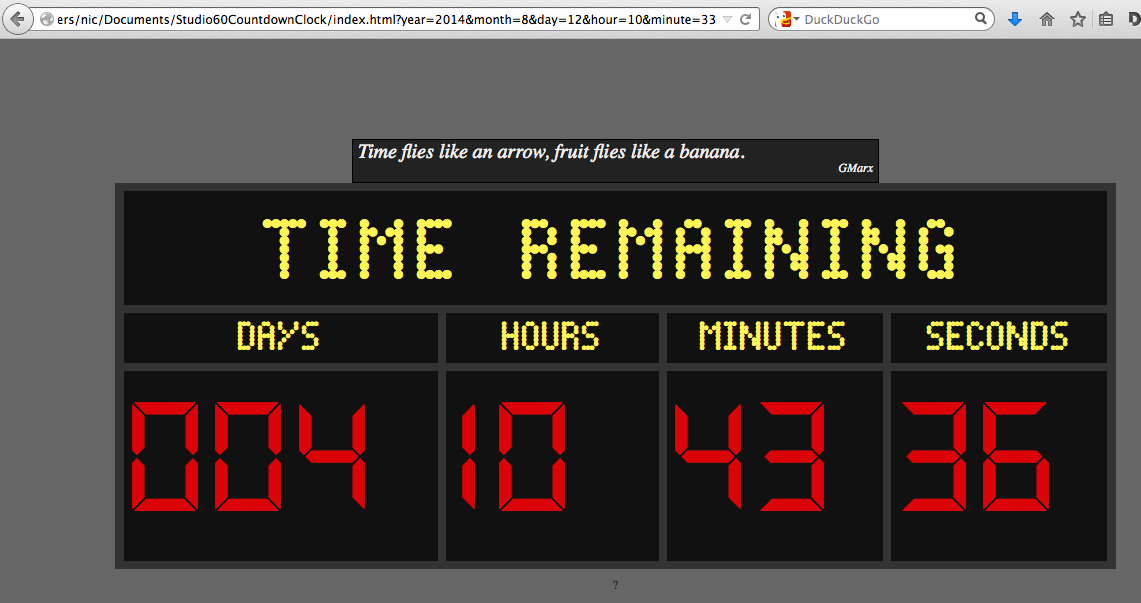 ers/nic/Documents/Studio60CountdownClock/index.html?year=2014&month=8&day=12&hour=10&minute=33
DuckDuckGo
Time flies like an arrow, fruit flies like a banana.
GMarx
TIME REMAINING
DAYS HOURS MINUTES SECONDS
004 10 43 36
?